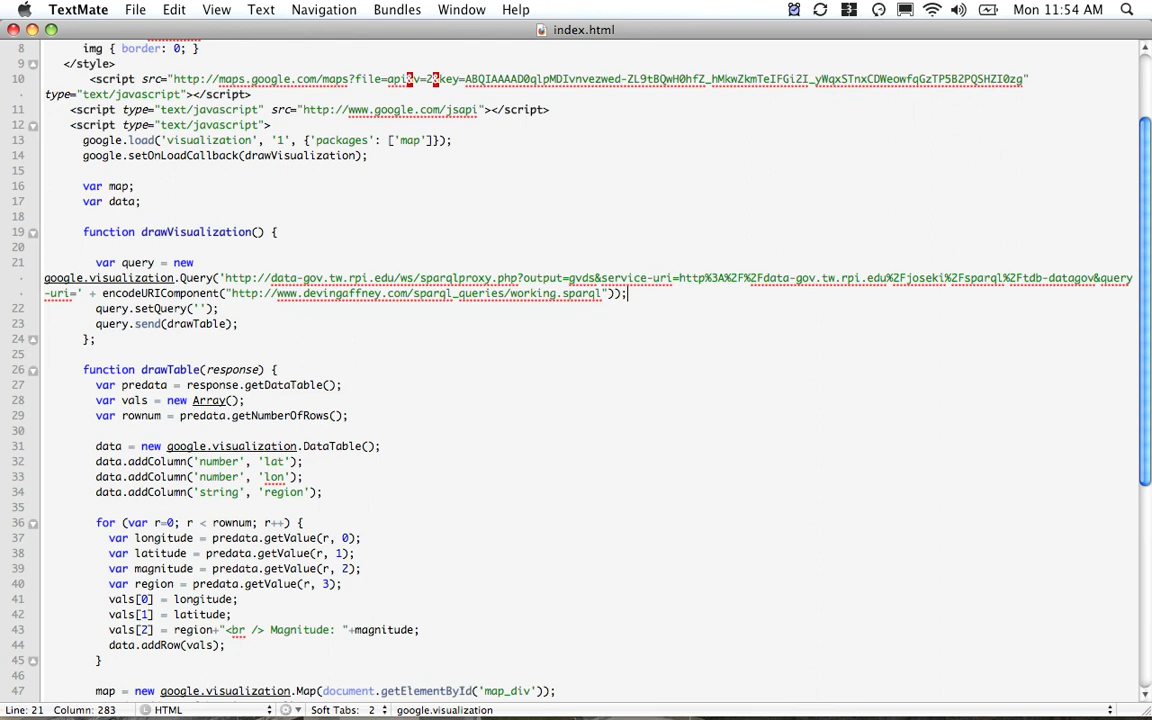 TextMate File Edit View Text Navigation Bundles Window Help Mon 11:54 AM
index.html
8 img { border: 0; }
9 </style>
10 <script src="http://maps.google.com/maps?file=api&v=2&key=ABQIAAAAD0qlpMDIvnvezwed-ZL9tBQwH0hfZ_hMkwZkmTeIFGi2I_yWqxSTnxCDWeowfqGzTP5B2PQSHZI0zg"
- type="text/javascript"></script>
11 <script type="text/javascript" src="http://www.google.com/jsapi"></script>
12 <script type="text/javascript">
13 google.load('visualization', '1', {'packages': ['map']});
14 google.setOnLoadCallback(drawVisualization);
15
16 var map;
17 var data;
18
19 function drawVisualization() {
20
21 var query = new
- google.visualization.Query('http://data-gov.tw.rpi.edu/ws/sparqlproxy.php?output=gvds&service-uri=http%3A%2F%2Fdata-gov.tw.rpi.edu%2Fjoseki%2Fsparql%2Ftdb-datagov&query
- -uri=' + encodeURIComponent("http://www.devingaffney.com/sparql_queries/working.sparql"));
22 query.setQuery('');
23 query.send(drawTable);
24 };
25
26 function drawTable(response) {
27 var predata = response.getDataTable();
28 var vals = new Array();
29 var rownum = predata.getNumberOfRows();
30
31 data = new google.visualization.DataTable();
32 data.addColumn('number', 'lat');
33 data.addColumn('number', 'lon');
34 data.addColumn('string', 'region');
35
36 for (var r=0; r < rownum; r++) {
37 var longitude = predata.getValue(r, 0);
38 var latitude = predata.getValue(r, 1);
39 var magnitude = predata.getValue(r, 2);
40 var region = predata.getValue(r, 3);
41 vals[0] = longitude;
42 vals[1] = latitude;
43 vals[2] = region+"<br /> Magnitude: "+magnitude;
44 data.addRow(vals);
45 }
46
47 map = new google.visualization.Map(document.getElementById('map_div'));
Line: 21 Column: 283 HTML Soft Tabs: 2 google.visualization